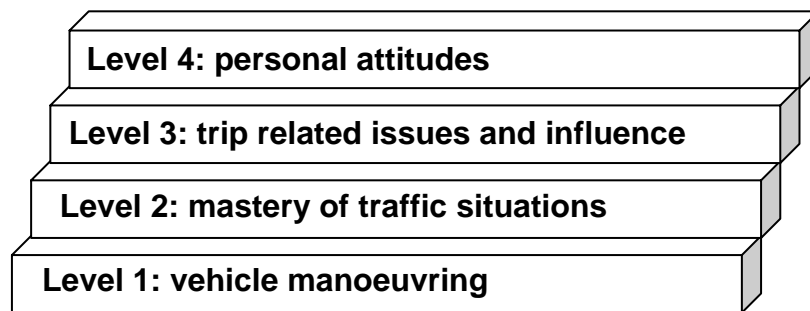 Level 4: personal attitudes
Level 3: trip related issues and influence
Level 2: mastery of traffic situations
Level 1: vehicle manoeuvring